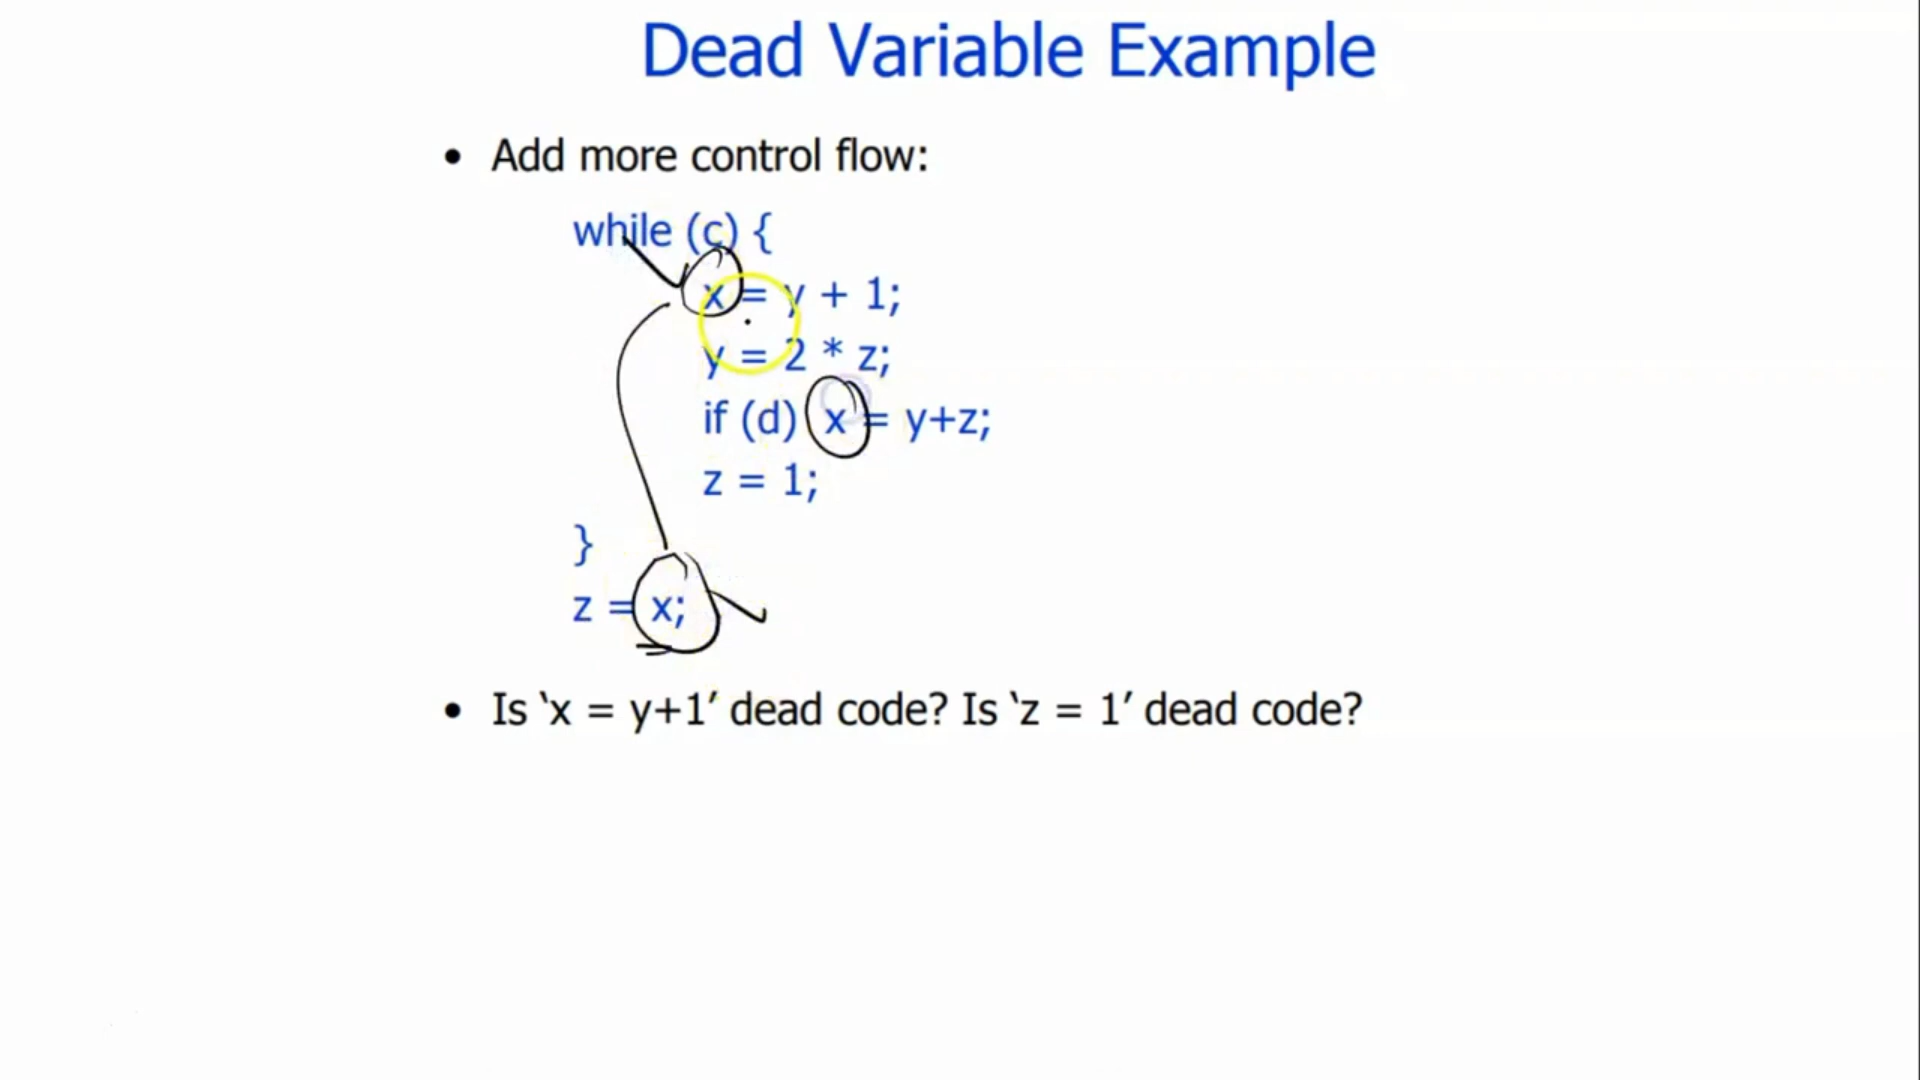 Dead Variable Example
• Add more control flow:
while (c) {
x = y + 1;
y = 2 * z;
if (d) x = y+z;
z = 1;
}
z = x;
• Is ‘x = y+1’ dead code? Is ‘z = 1’ dead code?